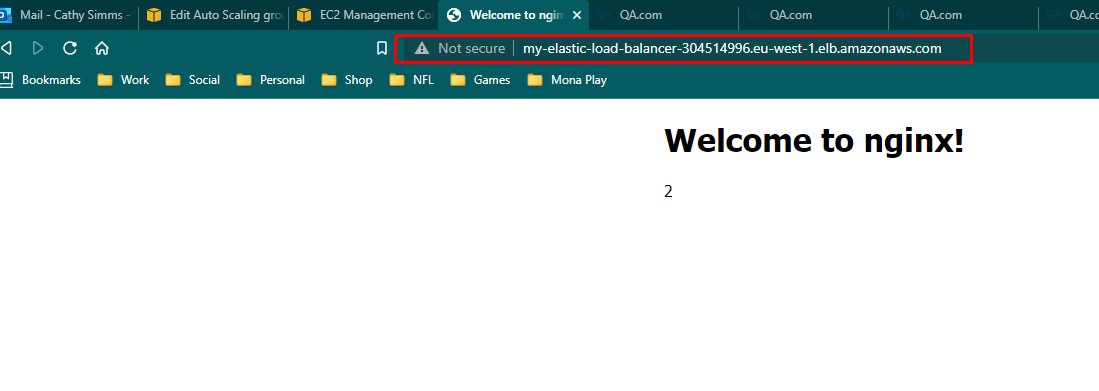 Mail - Cathy Simms - Edit Auto Scaling gro EC2 Management Co Welcome to ngin QA.com QA.com QA.com QA.co
Not secure my-elastic-load-balancer-304514996.eu-west-1.elb.amazonaws.com
Bookmarks Work Social Personal Shop NFL Games Mona Play
Welcome to nginx!
2